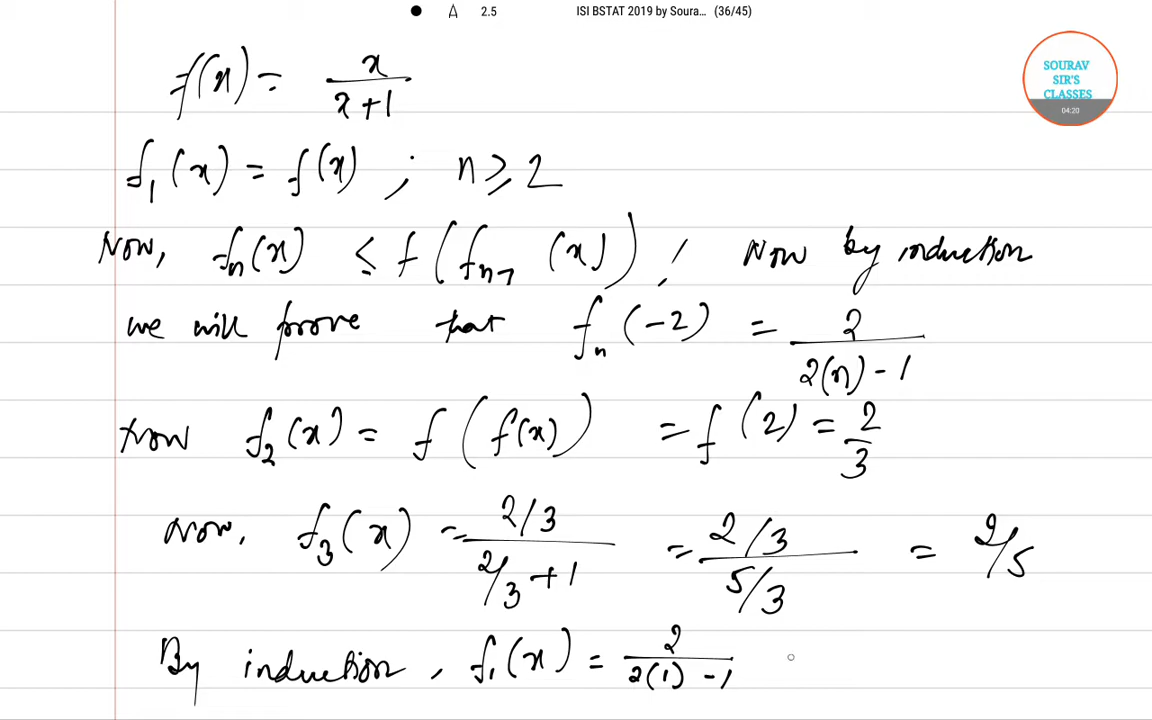 A 2.5 ISI BSTAT 2019 by Soura... (36/45)
SOURAV
SIR'S
CLASSES
04:20
f(x) = x/(x+1)
f₁(x) = f(x) ; n ≥ 2
Now, fₙ(x) ≤ f(fₙ₋₁(x)) ; Now by induction
we will prove that fₙ(-2) = 2/(2(n)-1)
Now f₂(x) = f(f(x)) = f(2) = 2/3
Now, f₃(x) = (2/3)/(2/3+1) = (2/3)/(5/3) = 2/5
By induction, f₁(x) = 2/(2(1)-1)